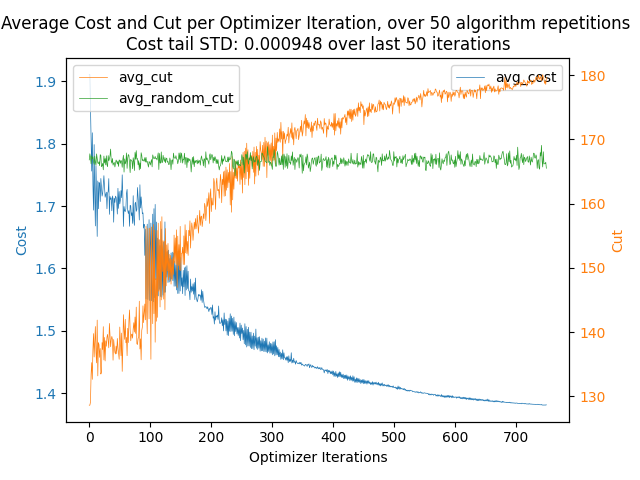 Average Cost and Cut per Optimizer Iteration, over 50 algorithm repetitions
Cost tail STD: 0.000948 over last 50 iterations
avg_cut
avg_random_cut
avg_cost
Cost
1.9
1.8
1.7
1.6
1.5
1.4
180
170
160
150
140
130
Cut
0 100 200 300 400 500 600 700
Optimizer Iterations